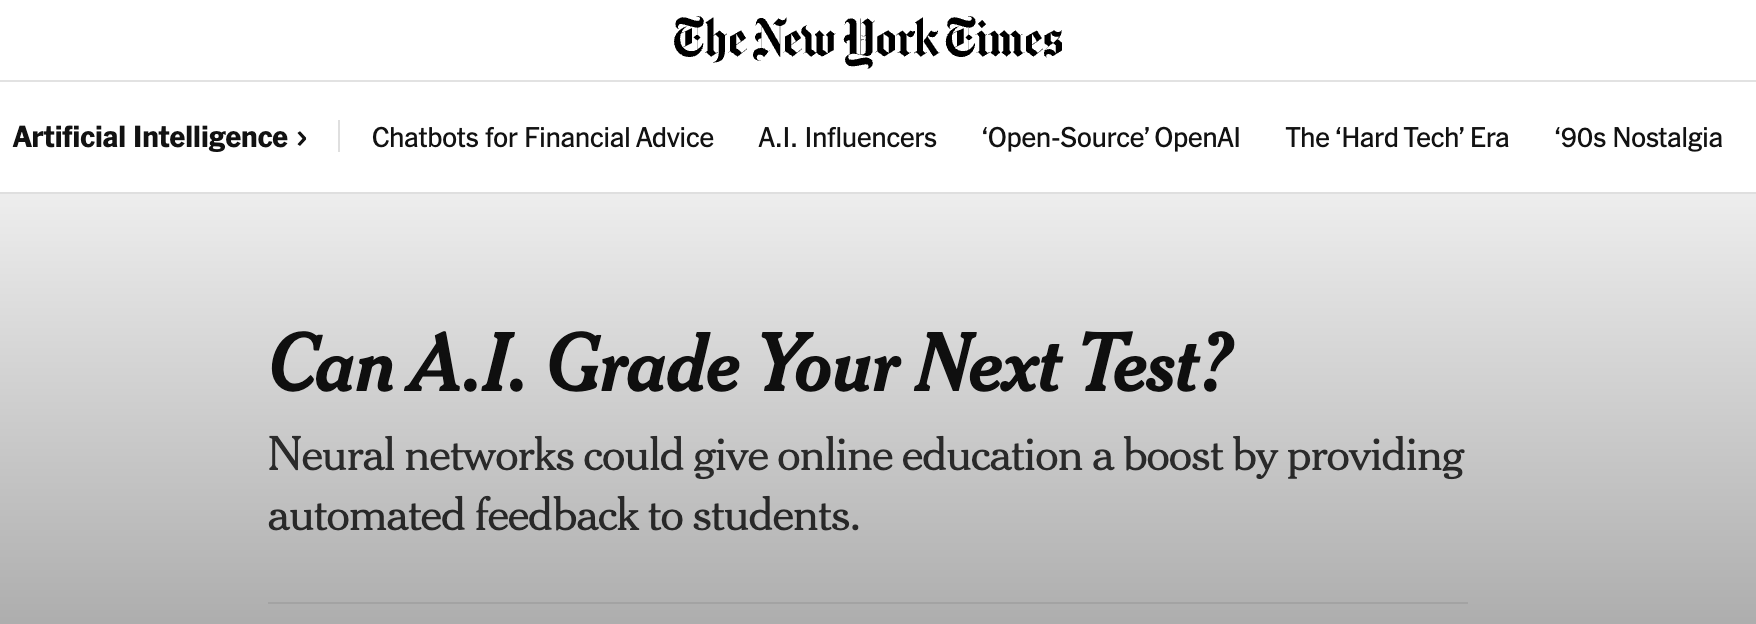 The New York Times
Artificial Intelligence ›
Chatbots for Financial Advice
A.I. Influencers
‘Open-Source’ OpenAI
The ‘Hard Tech’ Era
‘90s Nostalgia
Can A.I. Grade Your Next Test?
Neural networks could give online education a boost by providing
automated feedback to students.